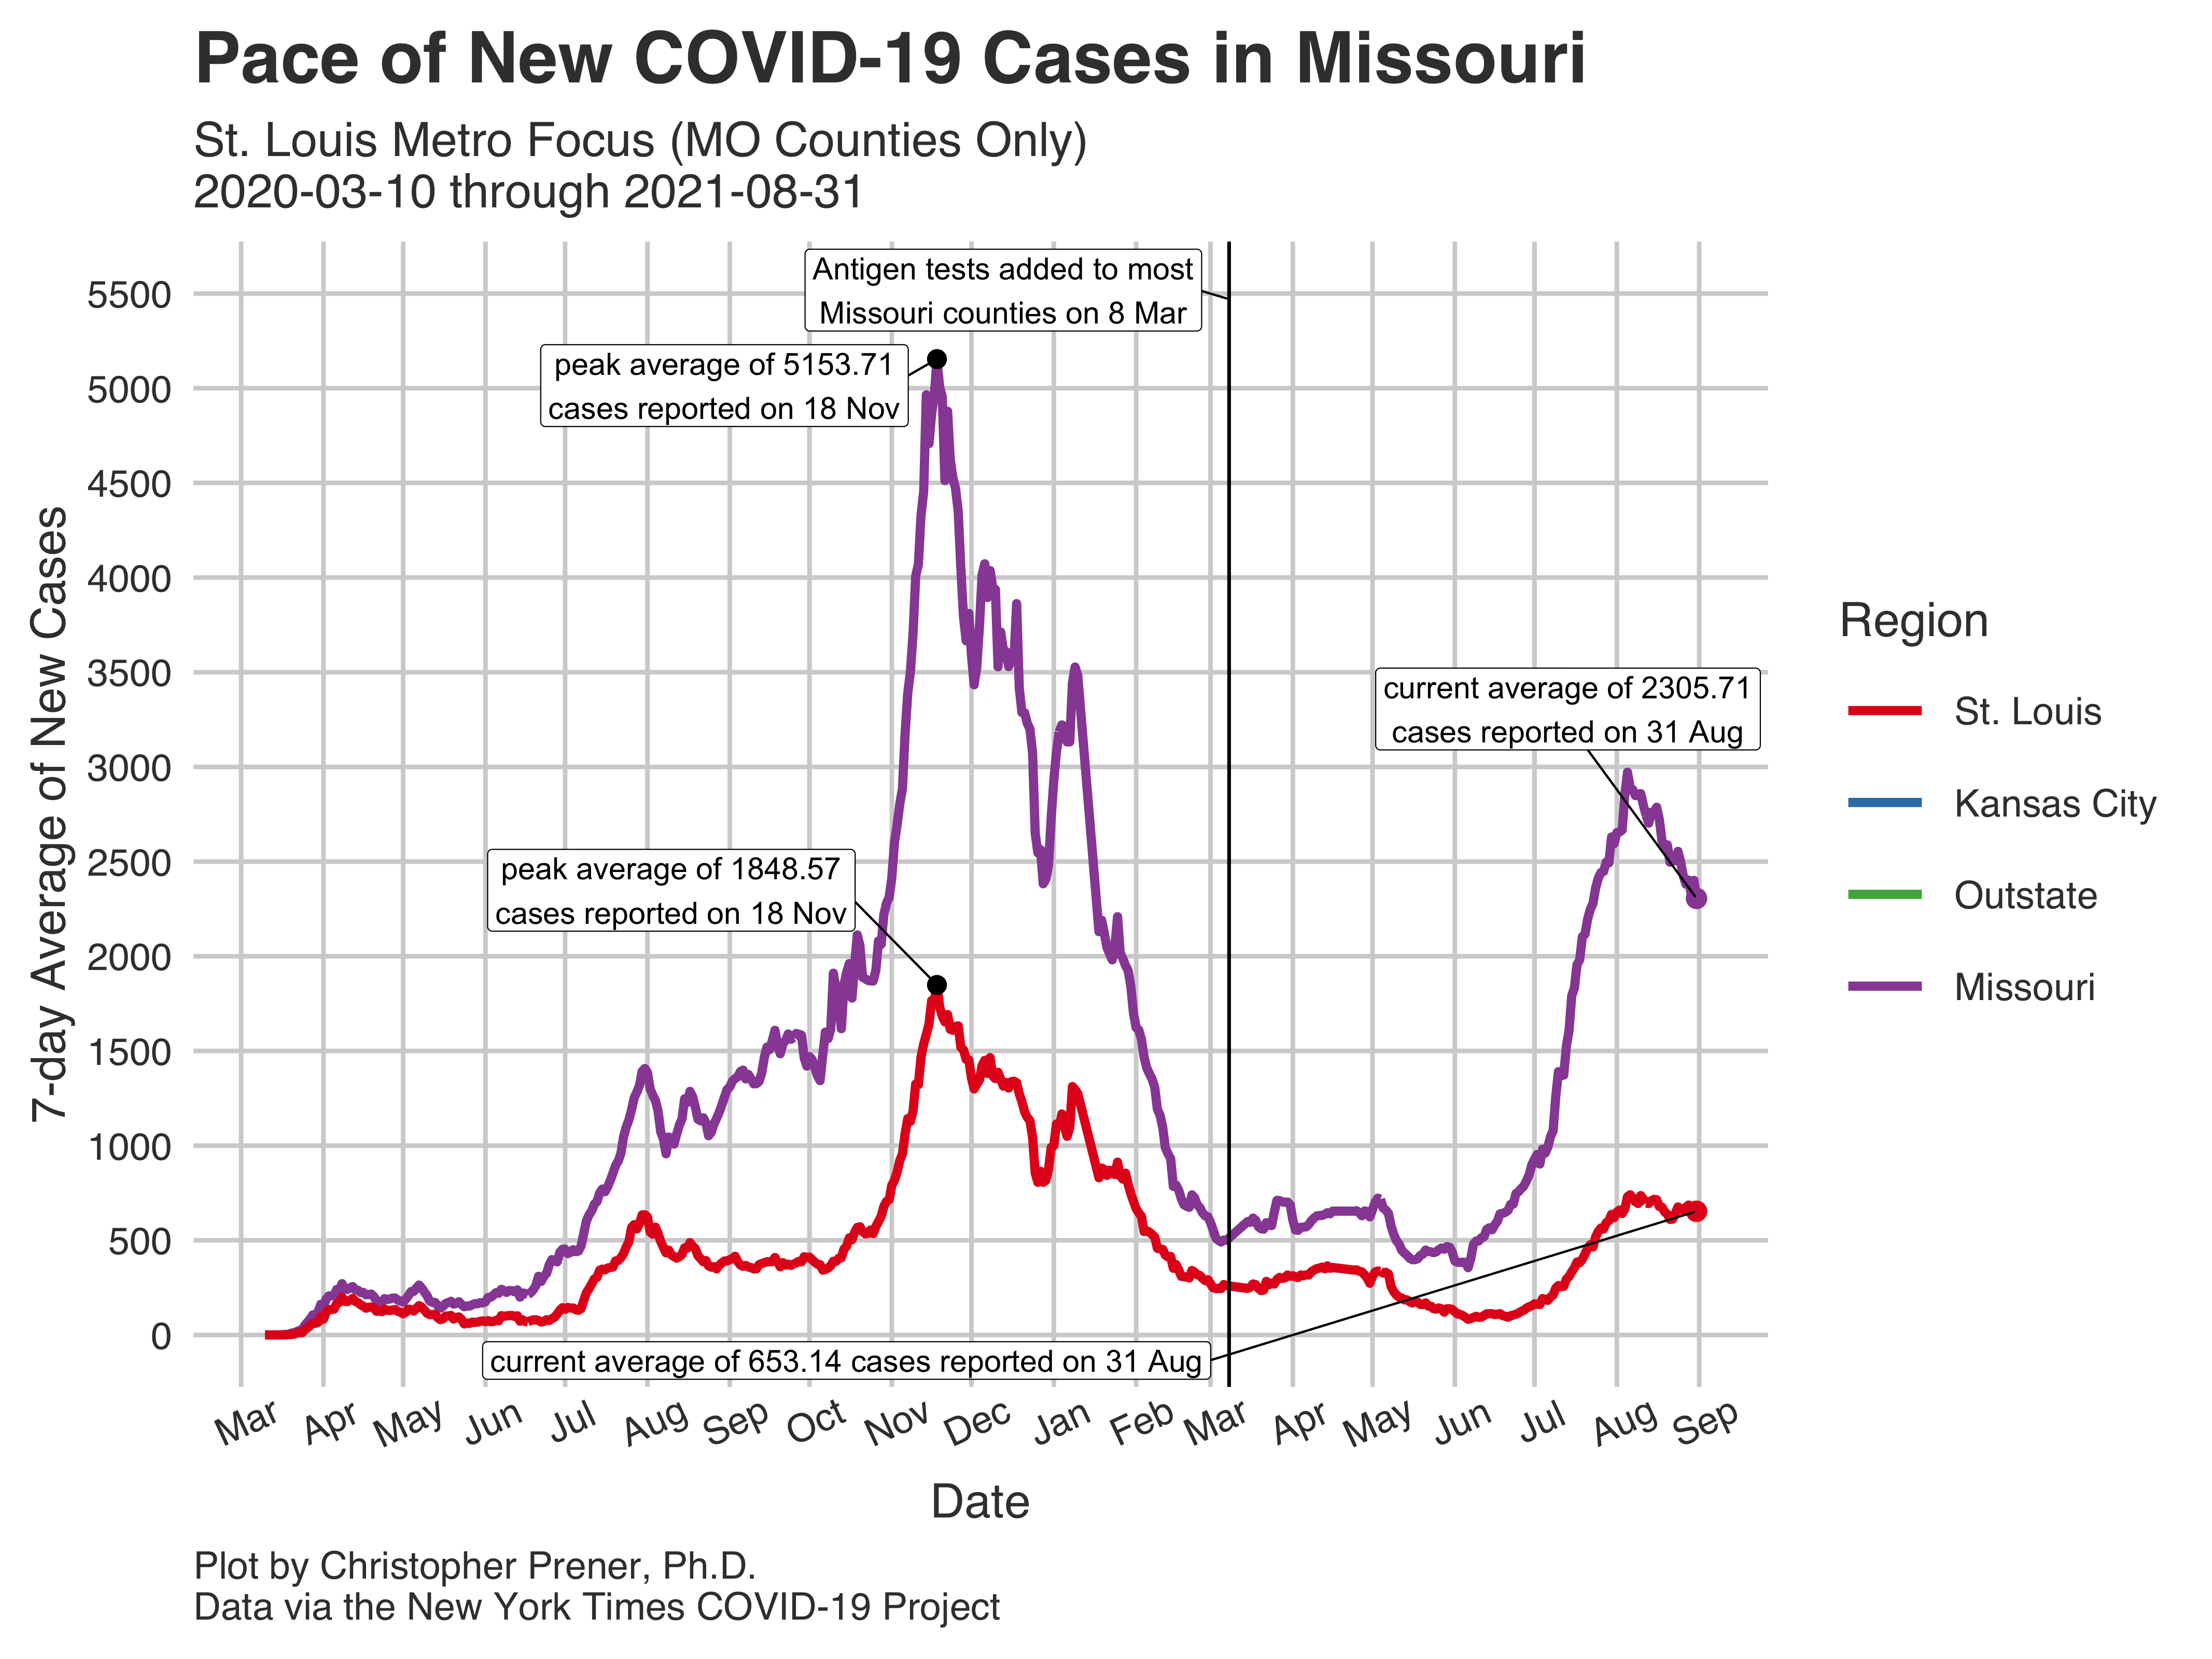 Pace of New COVID-19 Cases in Missouri
St. Louis Metro Focus (MO Counties Only)
2020-03-10 through 2021-08-31
Antigen tests added to most
Missouri counties on 8 Mar
peak average of 5153.71
cases reported on 18 Nov
peak average of 1848.57
cases reported on 18 Nov
current average of 2305.71
cases reported on 31 Aug
current average of 653.14 cases reported on 31 Aug
7-day Average of New Cases
5500
5000
4500
4000
3500
3000
2500
2000
1500
1000
500
0
Mar Apr May Jun Jul Aug Sep Oct Nov Dec Jan Feb Mar Apr May Jun Jul Aug Sep
Date
Region
St. Louis
Kansas City
Outstate
Missouri
Plot by Christopher Prener, Ph.D.
Data via the New York Times COVID-19 Project